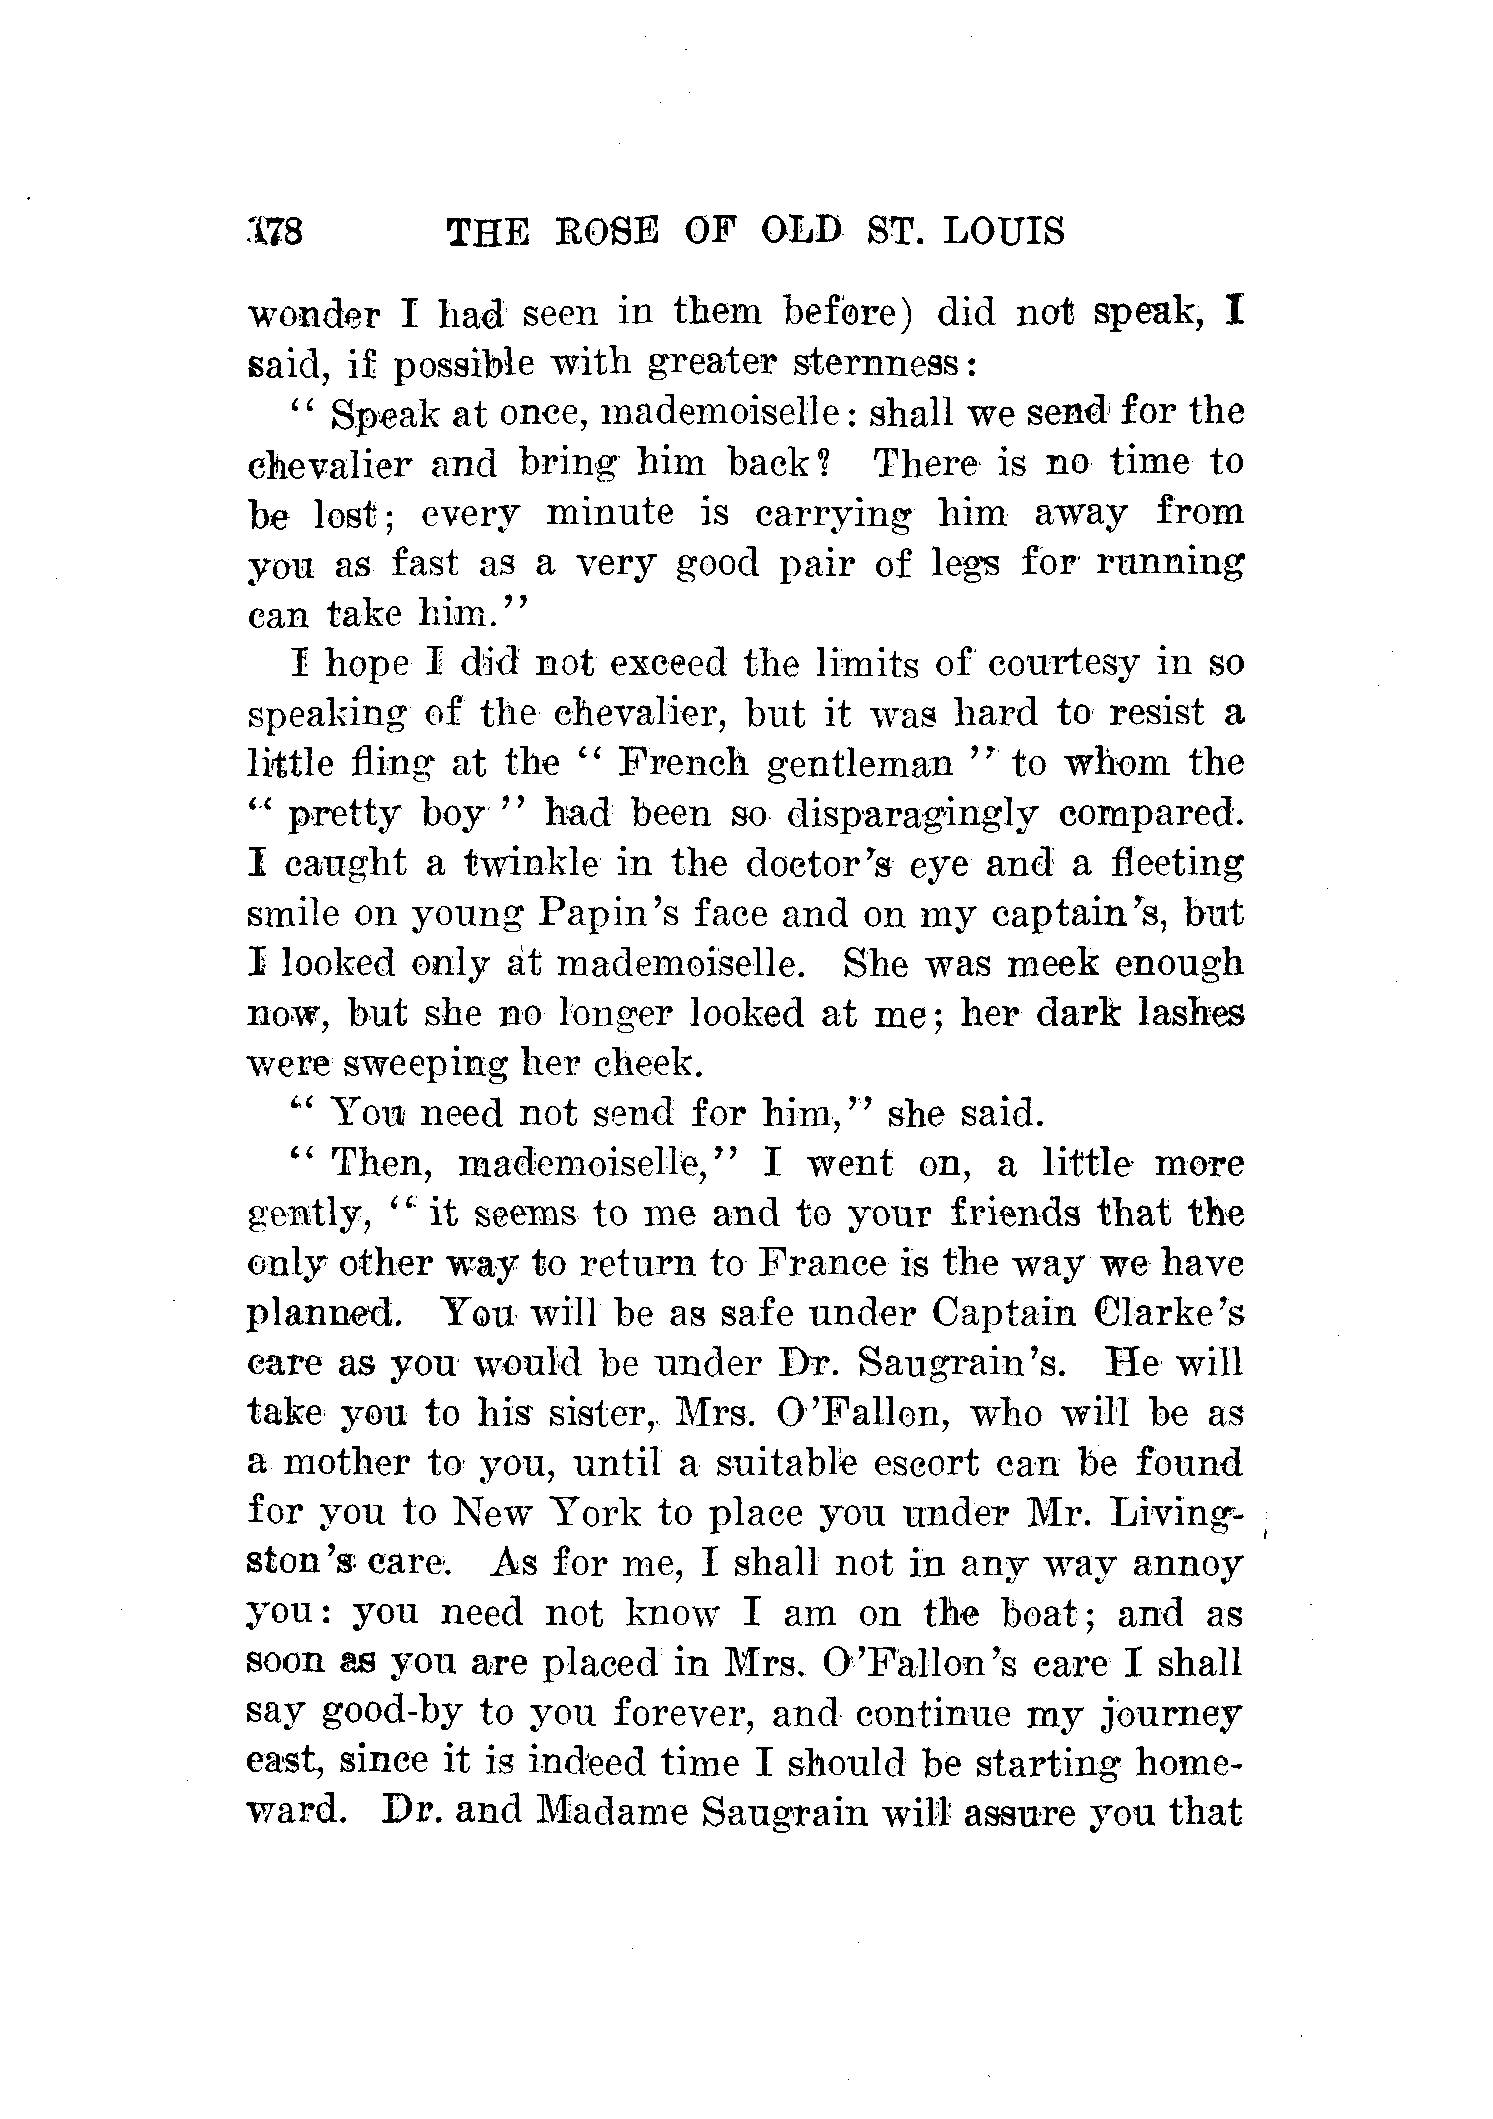 178 THE ROSE OF OLD ST. LOUIS
wonder I had seen in them before) did not speak, I
said, if possible with greater sternness:
“ Speak at once, mademoiselle: shall we send for the
chevalier and bring him back? There is no time to
be lost; every minute is carrying him away from
you as fast as a very good pair of legs for running
can take him.”
I hope I did not exceed the limits of courtesy in so
speaking of the chevalier, but it was hard to resist a
little fling at the “ French gentleman ” to whom the
“ pretty boy ” had been so disparagingly compared.
I caught a twinkle in the doctor’s eye and a fleeting
smile on young Papin’s face and on my captain’s, but
I looked only at mademoiselle. She was meek enough
now, but she no longer looked at me; her dark lashes
were sweeping her cheek.
“ You need not send for him,” she said.
“ Then, mademoiselle,” I went on, a little more
gently, “ it seems to me and to your friends that the
only other way to return to France is the way we have
planned. You will be as safe under Captain Clarke’s
care as you would be under Dr. Saugrain’s. He will
take you to his sister, Mrs. O’Fallon, who will be as
a mother to you, until a suitable escort can be found
for you to New York to place you under Mr. Living-
ston’s care. As for me, I shall not in any way annoy
you: you need not know I am on the boat; and as
soon as you are placed in Mrs. O’Fallon’s care I shall
say good-by to you forever, and continue my journey
east, since it is indeed time I should be starting home-
ward. Dr. and Madame Saugrain will assure you that